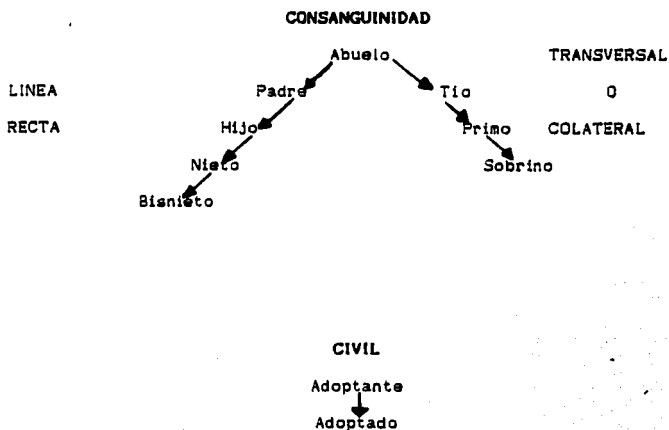 CONSANGUINIDAD
Abuelo TRANSVERSAL
LINEA Padre Tio O
RECTA Hijo Primo COLATERAL
Nieto Sobrino
Bisnieto
CIVIL
Adoptante
Adoptado